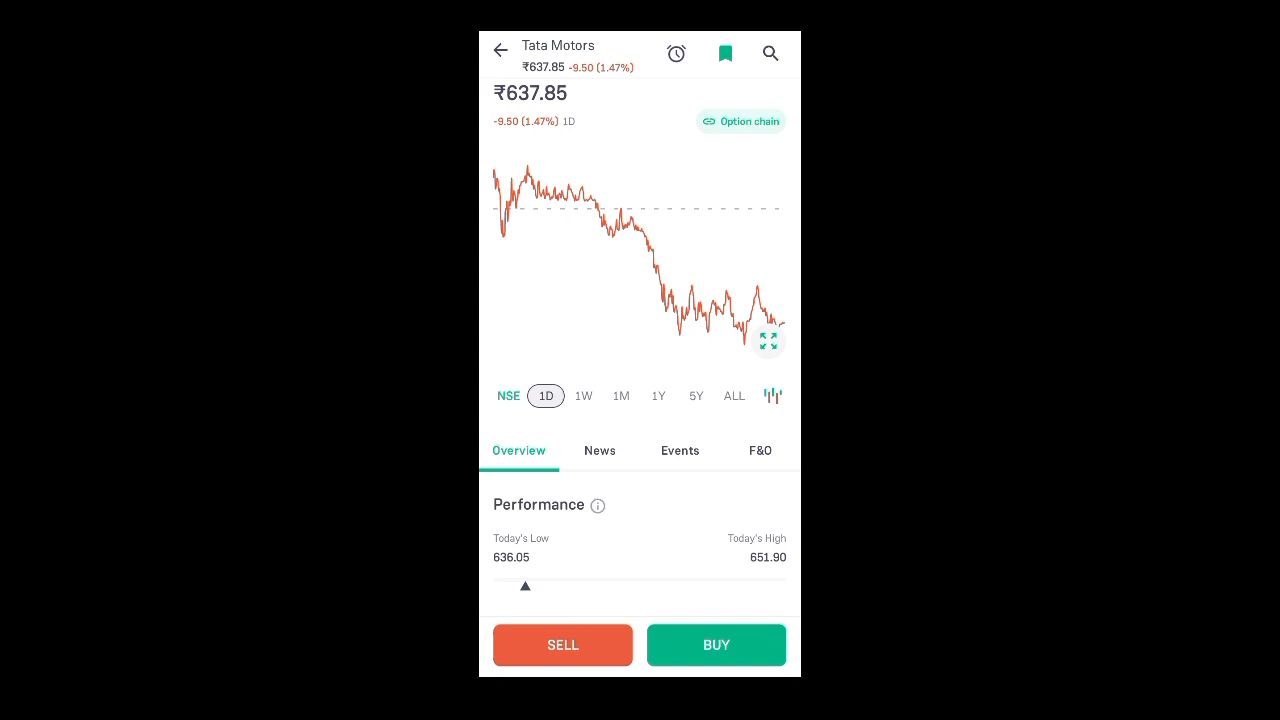 Tata Motors
₹637.85 -9.50 (1.47%)
₹637.85
-9.50 (1.47%) 1D
Option chain
NSE 1D 1W 1M 1Y 5Y ALL
Overview News Events F&O
Performance
Today's Low Today's High
636.05 651.90
SELL BUY